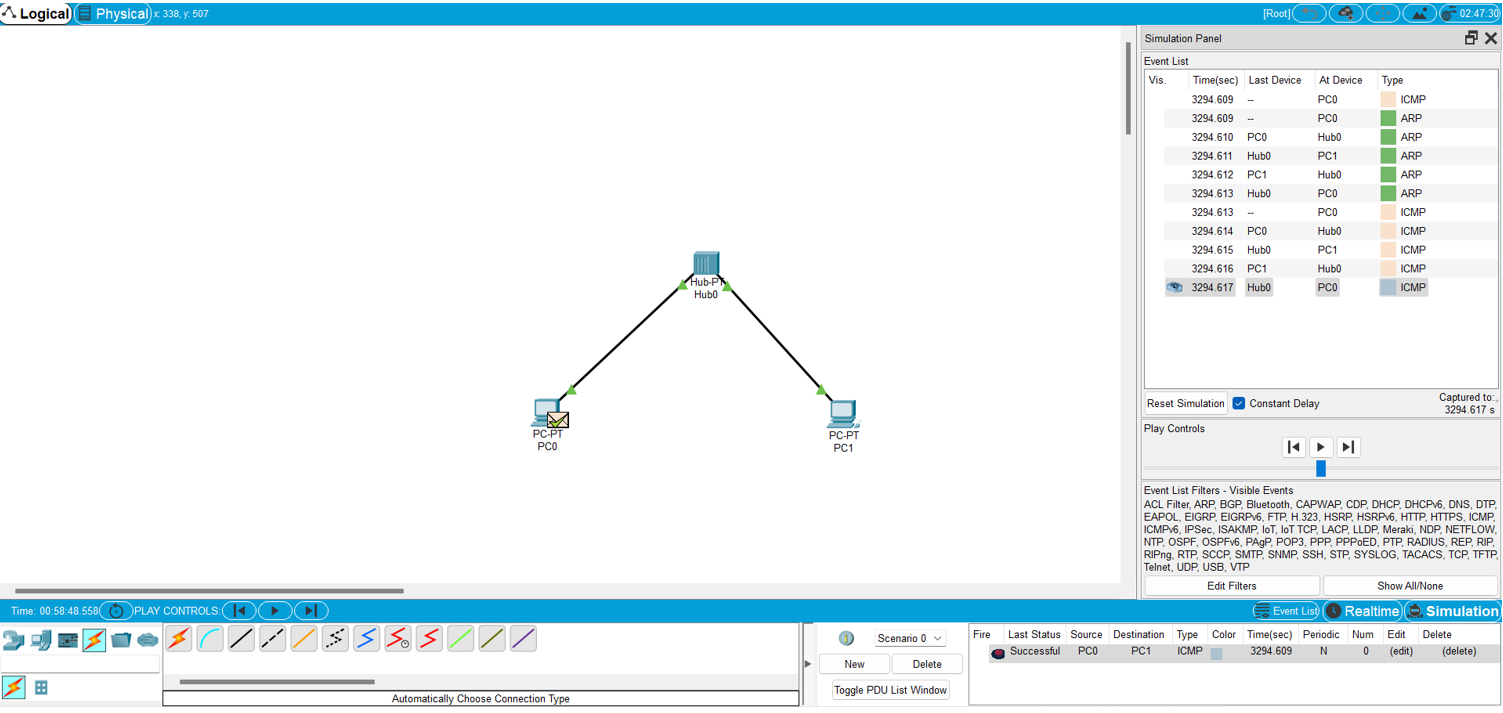 Logical Physical x: 338, y: 507 [Root] 02:47:30
Hub-PT
Hub0
PC-PT
PC0
PC-PT
PC1
Simulation Panel
Event List
Vis. Time(sec) Last Device At Device Type
3294.609 -- PC0 ICMP
3294.609 -- PC0 ARP
3294.610 PC0 Hub0 ARP
3294.611 Hub0 PC1 ARP
3294.612 PC1 Hub0 ARP
3294.613 Hub0 PC0 ARP
3294.613 -- PC0 ICMP
3294.614 PC0 Hub0 ICMP
3294.615 Hub0 PC1 ICMP
3294.616 PC1 Hub0 ICMP
3294.617 Hub0 PC0 ICMP
Reset Simulation Constant Delay Captured to:
3294.617 s
Play Controls
Event List Filters - Visible Events
ACL Filter, ARP, BGP, Bluetooth, CAPWAP, CDP, DHCP, DHCPv6, DNS, DTP,
EAPOL, EIGRP, EIGRPv6, FTP, H.323, HSRP, HSRPv6, HTTP, HTTPS, ICMP,
ICMPv6, IPSec, ISAKMP, IoT, IoT TCP, LACP, LLDP, Meraki, NDP, NETFLOW,
NTP, OSPF, OSPFv6, PAgP, POP3, PPP, PPPoED, PTP, RADIUS, REP, RIP,
RIPng, RTP, SCCP, SMTP, SNMP, SSH, STP, SYSLOG, TACACS, TCP, TFTP,
Telnet, UDP, USB, VTP
Edit Filters Show All/None
Time: 00:58:48.558 PLAY CONTROLS: Event List Realtime Simulation
Automatically Choose Connection Type
1 Scenario 0
New Delete
Toggle PDU List Window
Fire Last Status Source Destination Type Color Time(sec) Periodic Num Edit Delete
Successful PC0 PC1 ICMP 3294.609 N 0 (edit) (delete)